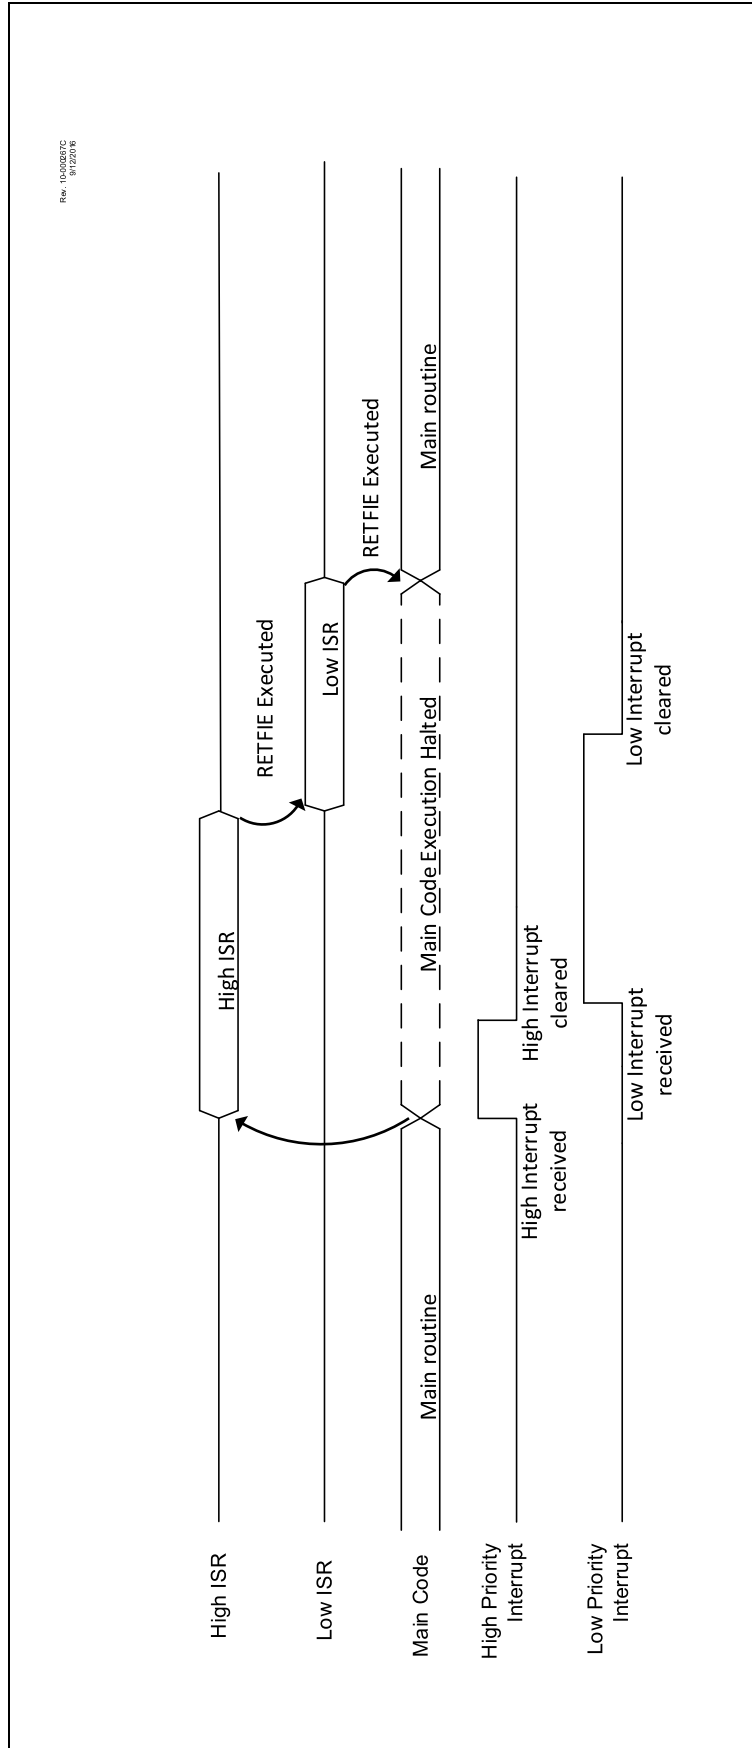 Rev. 10-000267C
9/12/2016
High ISR
High ISR
RETFIE Executed
Low ISR
Low ISR
RETFIE Executed
Main Code
Main routine
Main Code Execution Halted
Main routine
High Priority
Interrupt
High Interrupt
received
High Interrupt
cleared
Low Priority
Interrupt
Low Interrupt
received
Low Interrupt
cleared